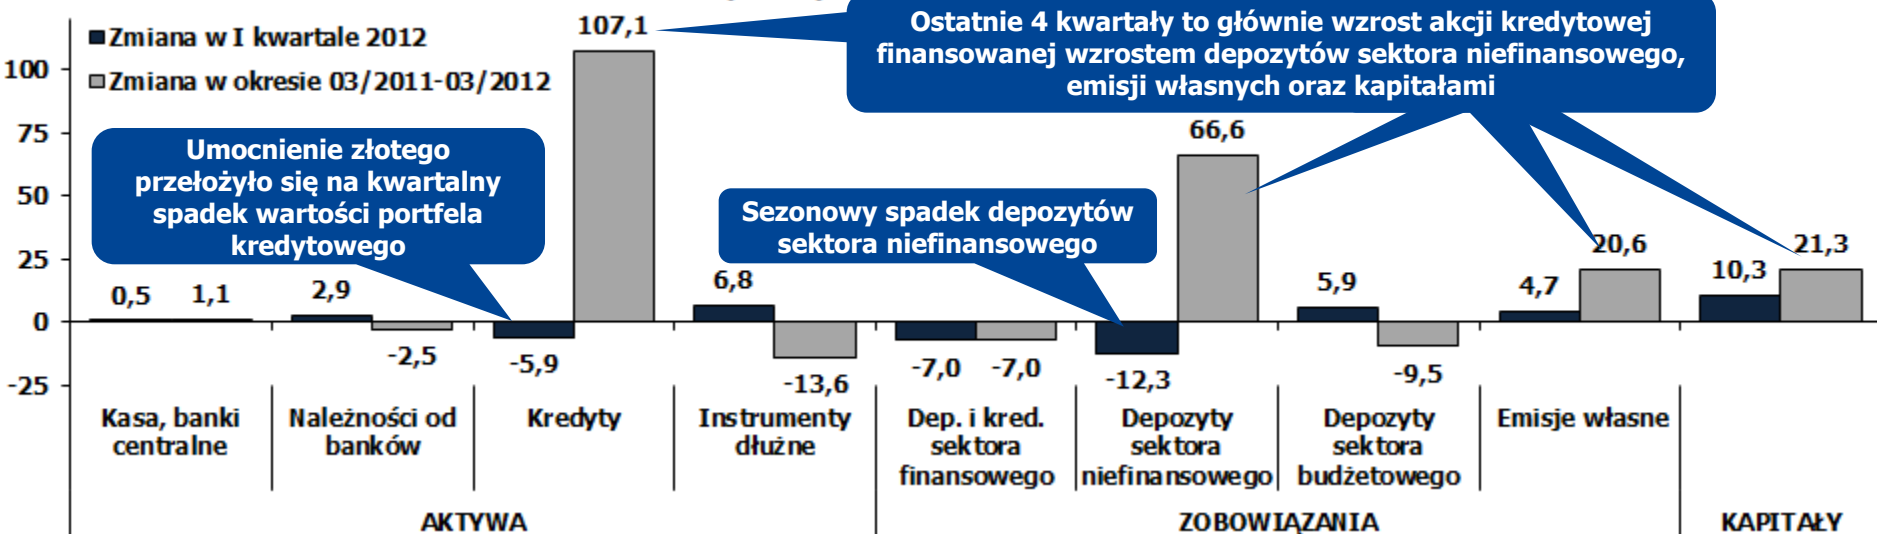 Zmiana w I kwartale 2012
Zmiana w okresie 03/2011-03/2012
Ostatnie 4 kwartały to głównie wzrost akcji kredytowej
finansowanej wzrostem depozytów sektora niefinansowego,
emisji własnych oraz kapitałami
Umocnienie złotego
przełożyło się na kwartalny
spadek wartości portfela
kredytowego
Sezonowy spadek depozytów
sektora niefinansowego
100
75
50
25
0
-25
0,5
1,1
2,9
-2,5
-5,9
107,1
6,8
-13,6
-7,0
-7,0
-12,3
66,6
5,9
-9,5
4,7
20,6
10,3
21,3
Kasa, banki
centralne
Należności od
banków
Kredyty
Instrumenty
dłużne
Dep. i kred.
sektora
finansowego
Depozyty
sektora
niefinansowego
Depozyty
sektora
budżetowego
Emisje własne
AKTYWA
ZOBOWIĄZANIA
KAPITAŁY